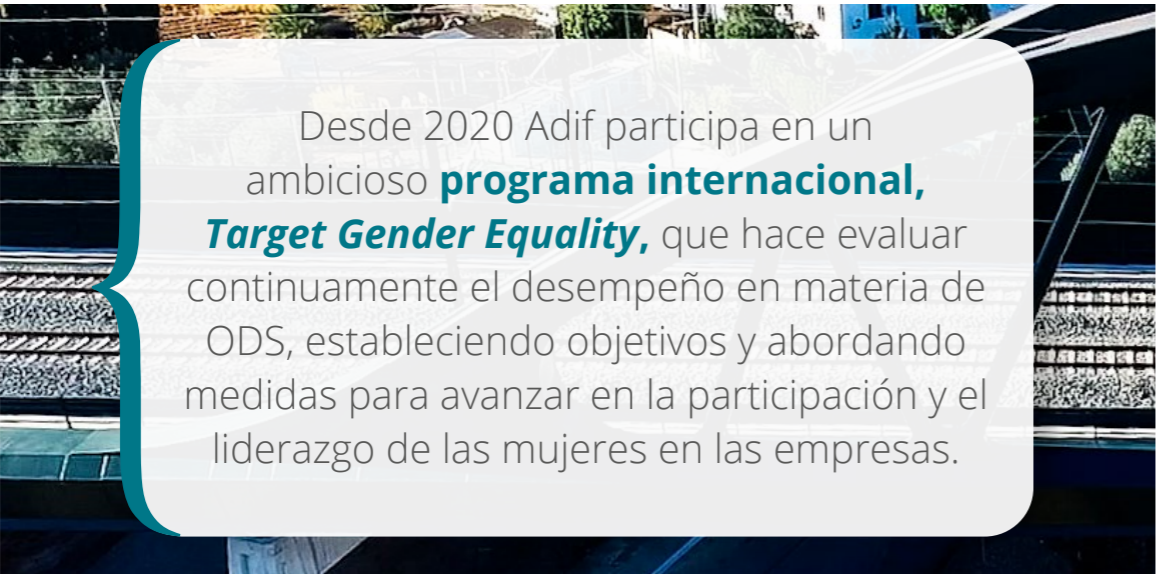 Desde 2020 Adif participa en un
ambicioso programa internacional,
Target Gender Equality, que hace evaluar
continuamente el desempeño en materia de
ODS, estableciendo objetivos y abordando
medidas para avanzar en la participación y el
liderazgo de las mujeres en las empresas.